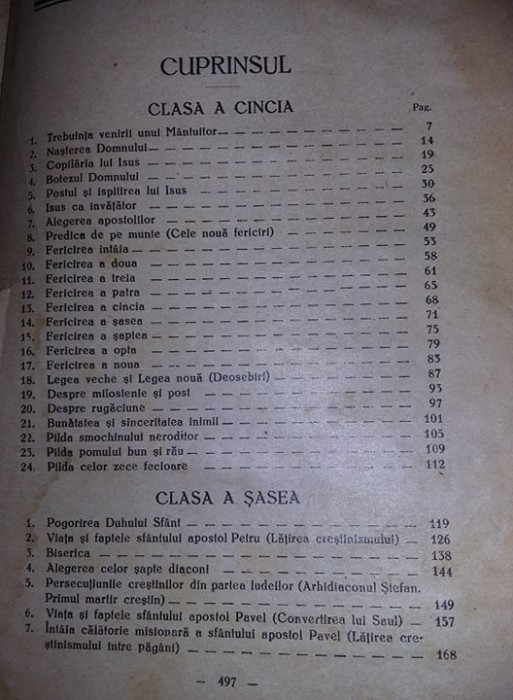 CUPRINSUL
CLASA A CINCIA
Pag.
1. Trebuința venirii unui Mântuitor — 7
2. Nașterea Domnului — 14
3. Copilăria lui Isus — 19
4. Botezul Domnului — 25
5. Postul și ispitirea lui Isus — 30
6. Isus ca învățător — 36
7. Alegerea apostolilor — 43
8. Predica de pe munte (Cele nouă fericiri) — 49
9. Fericirea întâia — 53
10. Fericirea a doua — 58
11. Fericirea a treia — 61
12. Fericirea a patra — 65
13. Fericirea a cincia — 68
14. Fericirea a șasea — 71
15. Fericirea a șaptea — 75
16. Fericirea a opta — 79
17. Fericirea a noua — 83
18. Legea veche și Legea nouă (Deosebiri) — 87
19. Despre milostenie și post — 93
20. Despre rugăciune — 97
21. Bunătatea și sinceritatea inimii — 101
22. Pilda smochinului neroditor — 105
23. Pilda pomului bun și rău — 109
24. Pilda celor zece fecioare — 112
CLASA A ȘASEA
1. Pogorîrea Duhului Sfânt — 119
2. Viața și faptele sfântului apostol Petru (Lățirea creștinismului) — 126
3. Biserica — 138
4. Alegerea celor șapte diaconi — 144
5. Persecuțiunile creștinilor din partea Iudeilor (Arhidiaconul Ștefan.
Primul martir creștin) — 149
6. Viața și faptele sfântului apostol Pavel (Convertirea lui Saul) — 157
7. Întâia călătorie misionară a sfântului apostol Pavel (Lățirea cre-
știnismului între păgâni) — 168
— 497 —